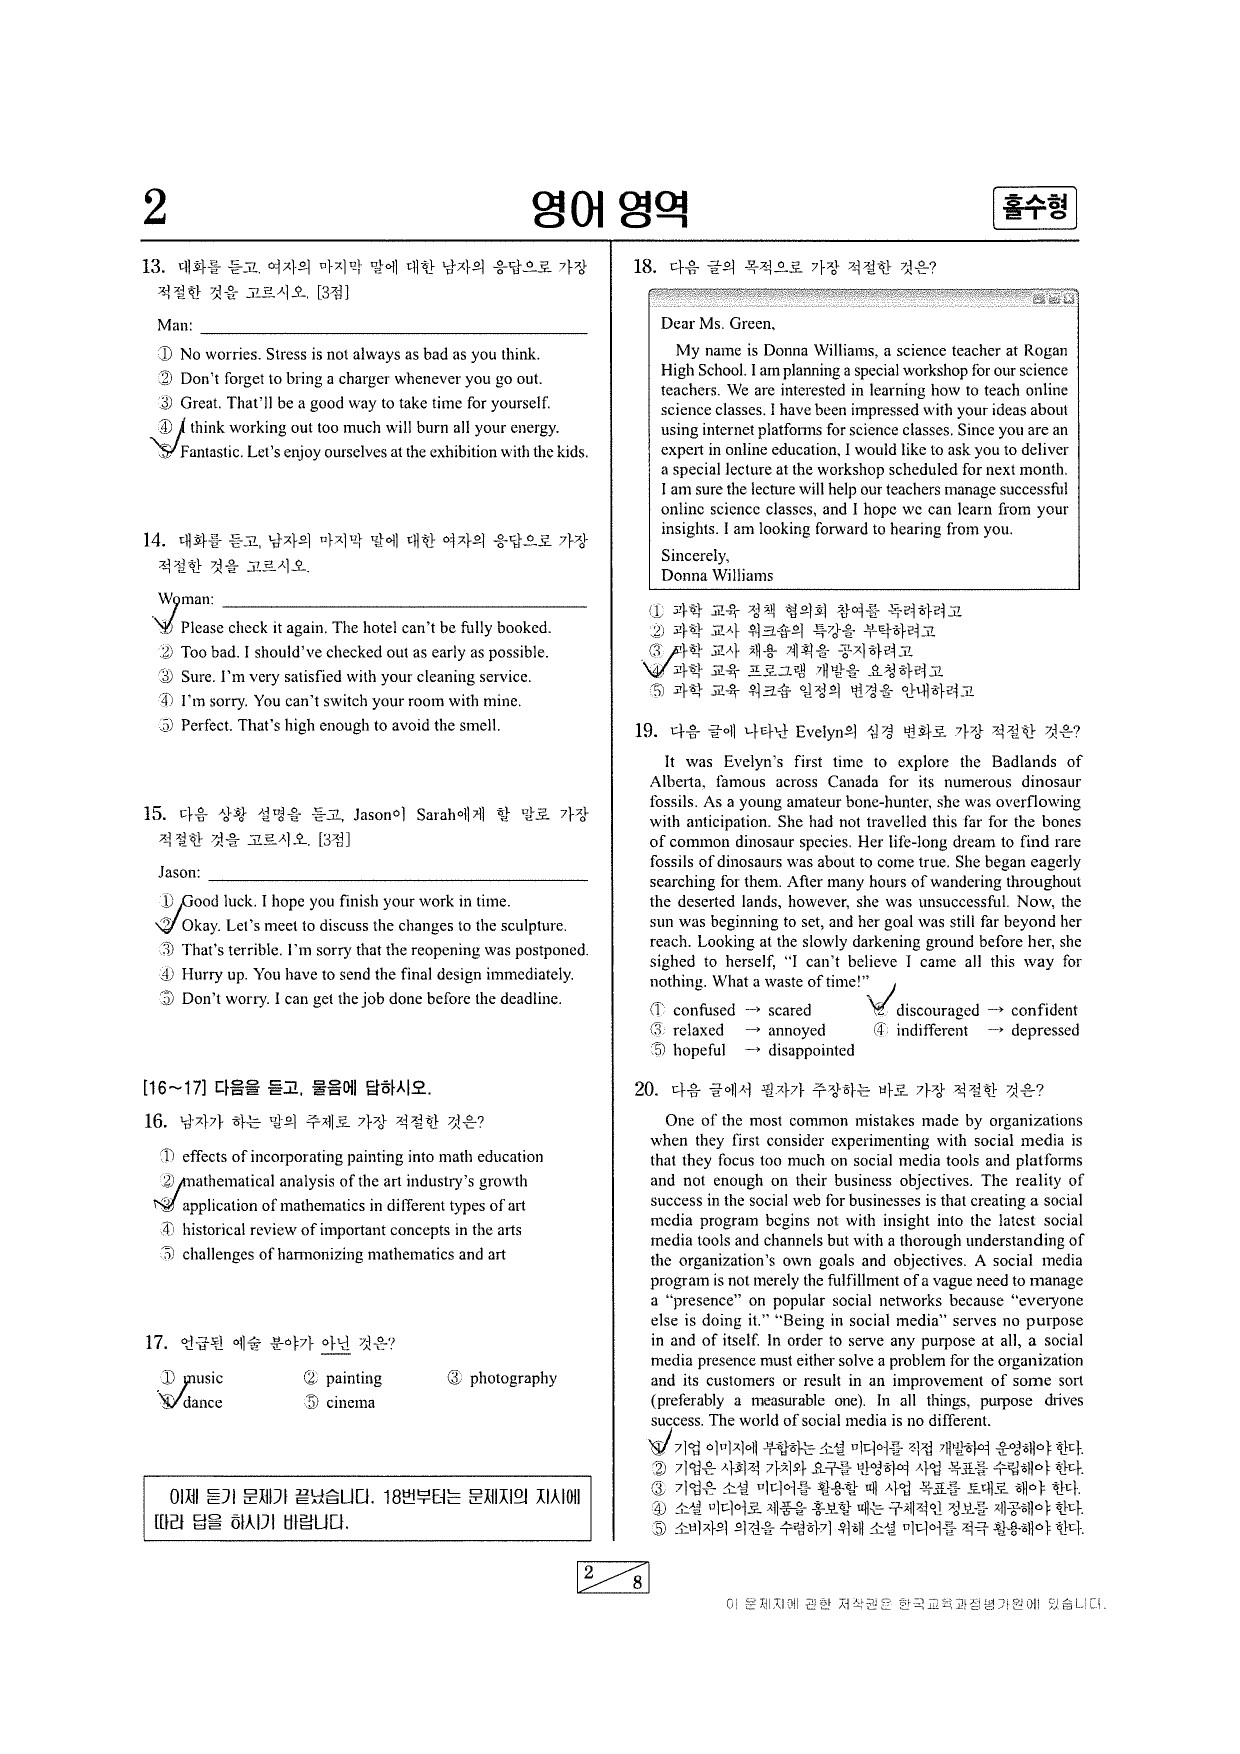 2
영어 영역
홀수형
13. 대화를 듣고, 여자의 마지막 말에 대한 남자의 응답으로 가장
적절한 것을 고르시오. [3점]
Man:
① No worries. Stress is not always as bad as you think.
② Don't forget to bring a charger whenever you go out.
③ Great. That'll be a good way to take time for yourself.
④ I think working out too much will burn all your energy.
⑤ Fantastic. Let's enjoy ourselves at the exhibition with the kids.
14. 대화를 듣고, 남자의 마지막 말에 대한 여자의 응답으로 가장
적절한 것을 고르시오.
Woman:
① Please check it again. The hotel can't be fully booked.
② Too bad. I should've checked out as early as possible.
③ Sure. I'm very satisfied with your cleaning service.
④ I'm sorry. You can't switch your room with mine.
⑤ Perfect. That's high enough to avoid the smell.
15. 다음 상황 설명을 듣고, Jason이 Sarah에게 할 말로 가장
적절한 것을 고르시오. [3점]
Jason:
① Good luck. I hope you finish your work in time.
② Okay. Let's meet to discuss the changes to the sculpture.
③ That's terrible. I'm sorry that the reopening was postponed.
④ Hurry up. You have to send the final design immediately.
⑤ Don't worry. I can get the job done before the deadline.
[16~17] 다음을 듣고, 물음에 답하시오.
16. 남자가 하는 말의 주제로 가장 적절한 것은?
① effects of incorporating painting into math education
② mathematical analysis of the art industry's growth
③ application of mathematics in different types of art
④ historical review of important concepts in the arts
⑤ challenges of harmonizing mathematics and art
17. 언급된 예술 분야가 아닌 것은?
① music ② painting ③ photography
④ dance ⑤ cinema
이제 듣기 문제가 끝났습니다. 18번부터는 문제지의 지시에
따라 답을 하시기 바랍니다.
18. 다음 글의 목적으로 가장 적절한 것은?
Dear Ms. Green,
My name is Donna Williams, a science teacher at Rogan
High School. I am planning a special workshop for our science
teachers. We are interested in learning how to teach online
science classes. I have been impressed with your ideas about
using internet platforms for science classes. Since you are an
expert in online education, I would like to ask you to deliver
a special lecture at the workshop scheduled for next month.
I am sure the lecture will help our teachers manage successful
online science classes, and I hope we can learn from your
insights. I am looking forward to hearing from you.
Sincerely,
Donna Williams
① 과학 교육 정책 협의회 참여를 독려하려고
② 과학 교사 워크숍의 특강을 부탁하려고
③ 과학 교사 채용 계획을 공지하려고
④ 과학 교육 프로그램 개발을 요청하려고
⑤ 과학 교육 워크숍 일정의 변경을 안내하려고
19. 다음 글에 나타난 Evelyn의 심경 변화로 가장 적절한 것은?
It was Evelyn's first time to explore the Badlands of
Alberta, famous across Canada for its numerous dinosaur
fossils. As a young amateur bone-hunter, she was overflowing
with anticipation. She had not travelled this far for the bones
of common dinosaur species. Her life-long dream to find rare
fossils of dinosaurs was about to come true. She began eagerly
searching for them. After many hours of wandering throughout
the deserted lands, however, she was unsuccessful. Now, the
sun was beginning to set, and her goal was still far beyond her
reach. Looking at the slowly darkening ground before her, she
sighed to herself, "I can't believe I came all this way for
nothing. What a waste of time!"
① confused → scared ② discouraged → confident
③ relaxed → annoyed ④ indifferent → depressed
⑤ hopeful → disappointed
20. 다음 글에서 필자가 주장하는 바로 가장 적절한 것은?
One of the most common mistakes made by organizations
when they first consider experimenting with social media is
that they focus too much on social media tools and platforms
and not enough on their business objectives. The reality of
success in the social web for businesses is that creating a social
media program begins not with insight into the latest social
media tools and channels but with a thorough understanding of
the organization's own goals and objectives. A social media
program is not merely the fulfillment of a vague need to manage
a "presence" on popular social networks because "everyone
else is doing it." "Being in social media" serves no purpose
in and of itself. In order to serve any purpose at all, a social
media presence must either solve a problem for the organization
and its customers or result in an improvement of some sort
(preferably a measurable one). In all things, purpose drives
success. The world of social media is no different.
① 기업 이미지에 부합하는 소셜 미디어를 직접 개발하여 운영해야 한다.
② 기업은 사회적 가치와 요구를 반영하여 사업 목표를 수립해야 한다.
③ 기업은 소셜 미디어를 활용할 때 사업 목표를 토대로 해야 한다.
④ 소셜 미디어로 제품을 홍보할 때는 구체적인 정보를 제공해야 한다.
⑤ 소비자의 의견을 수렴하기 위해 소셜 미디어를 적극 활용해야 한다.
2
8
이 문제지에 관한 저작권은 한국교육과정평가원에 있습니다.